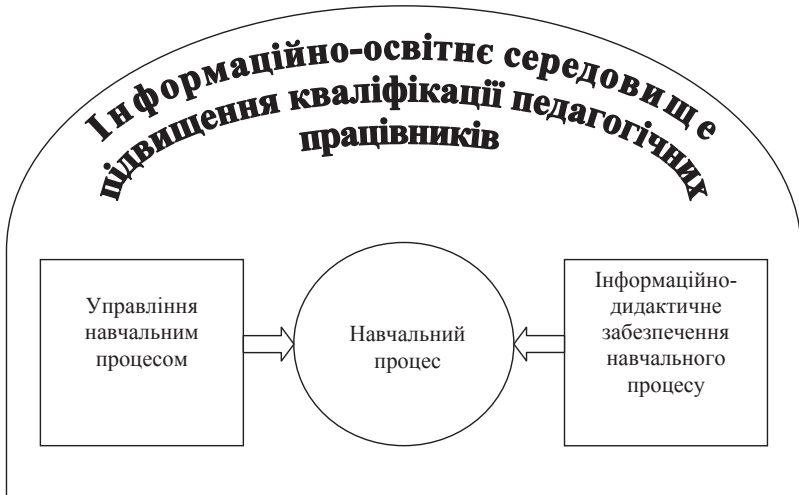 Інформаційно-освітнє середовище
підвищення кваліфікації педагогічних
працівників
Управління
навчальним
процесом
Навчальний
процес
Інформаційно-
дидактичне
забезпечення
навчального
процесу